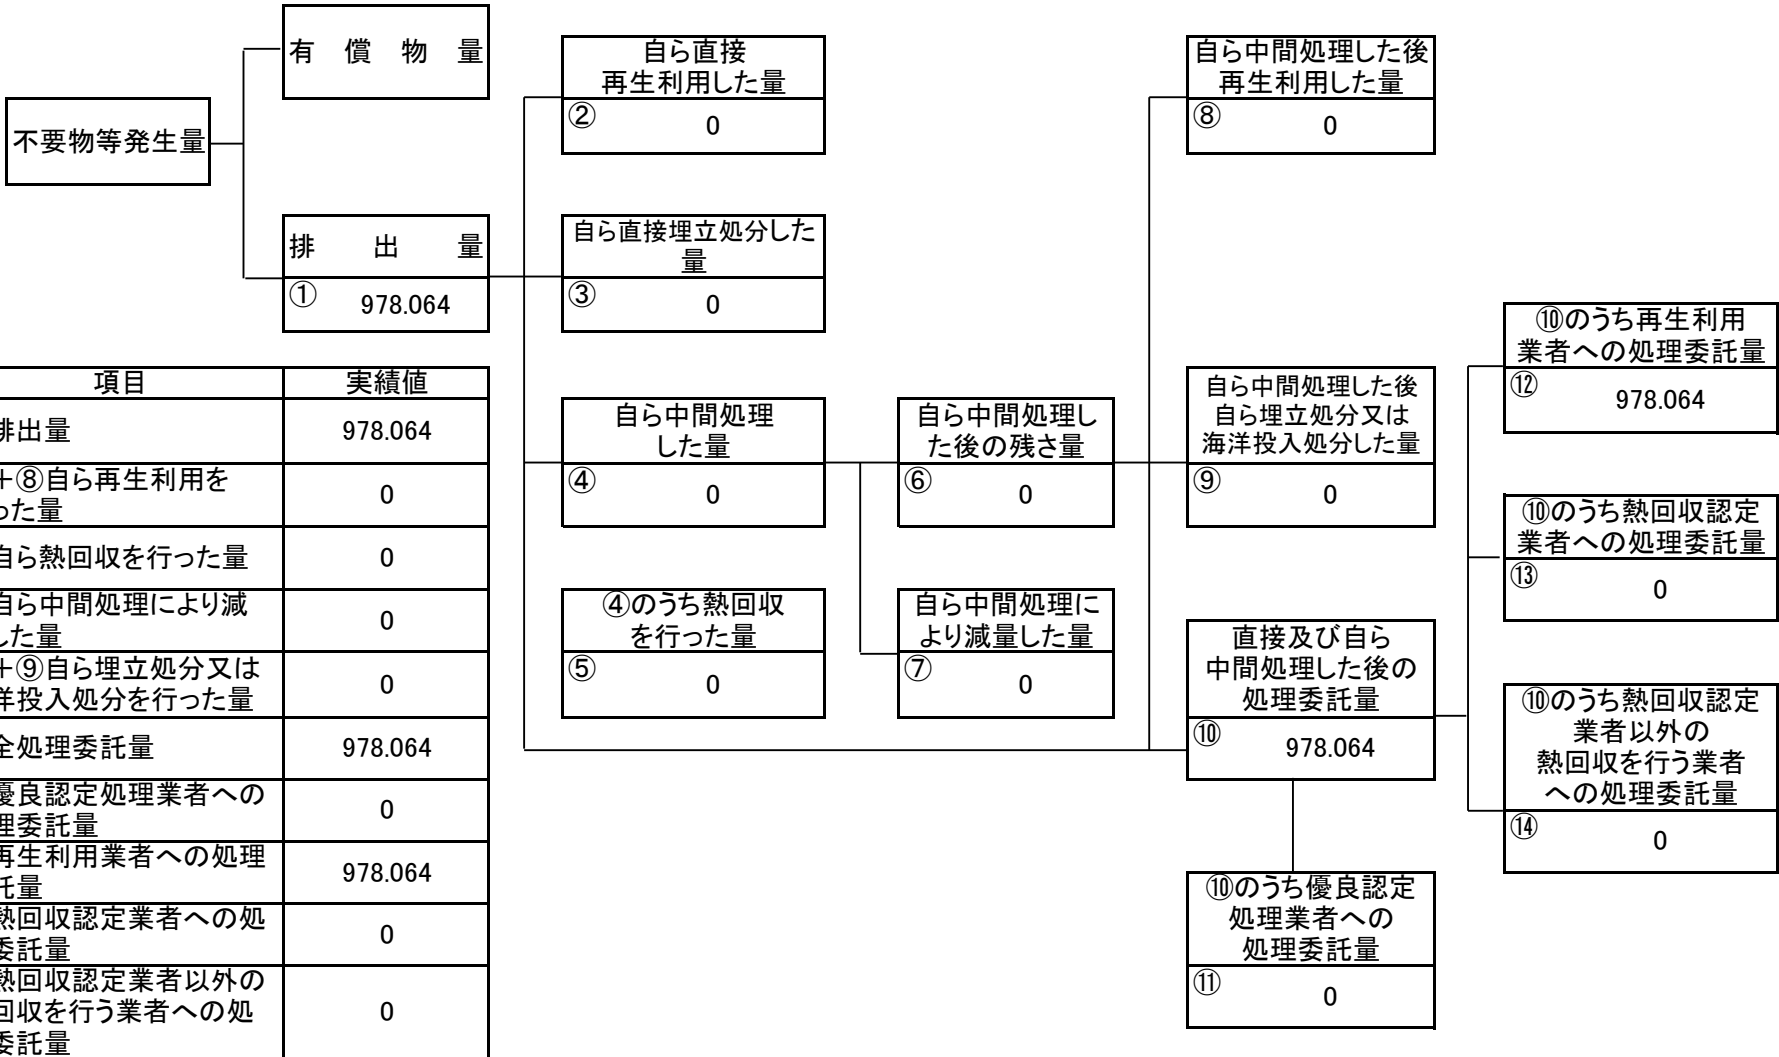 有償物量
不要物等発生量
排出量
① 978.064
自ら直接
再生利用した量
② 0
自ら直接埋立処分した
量
③ 0
自ら中間処理
した量
④ 0
④のうち熱回収
を行った量
⑤ 0
自ら中間処理し
た後の残さ量
⑥ 0
自ら中間処理に
より減量した量
⑦ 0
自ら中間処理した後
再生利用した量
⑧ 0
自ら中間処理した後
自ら埋立処分又は
海洋投入処分した量
⑨ 0
直接及び自ら
中間処理した後の
処理委託量
⑩ 978.064
⑩のうち優良認定
処理業者への
処理委託量
⑪ 0
⑩のうち再生利用
業者への処理委託量
⑫ 978.064
⑩のうち熱回収認定
業者への処理委託量
⑬ 0
⑩のうち熱回収認定
業者以外の
熱回収を行う業者
への処理委託量
⑭ 0
項目 実績値
排出量 978.064
+⑧自ら再生利用を
った量 0
自ら熱回収を行った量 0
自ら中間処理により減
した量 0
+⑨自ら埋立処分又は
洋投入処分を行った量 0
全処理委託量 978.064
優良認定処理業者への
理委託量 0
再生利用業者への処理
託量 978.064
熱回収認定業者への処
委託量 0
熱回収認定業者以外の
回収を行う業者への処
委託量 0